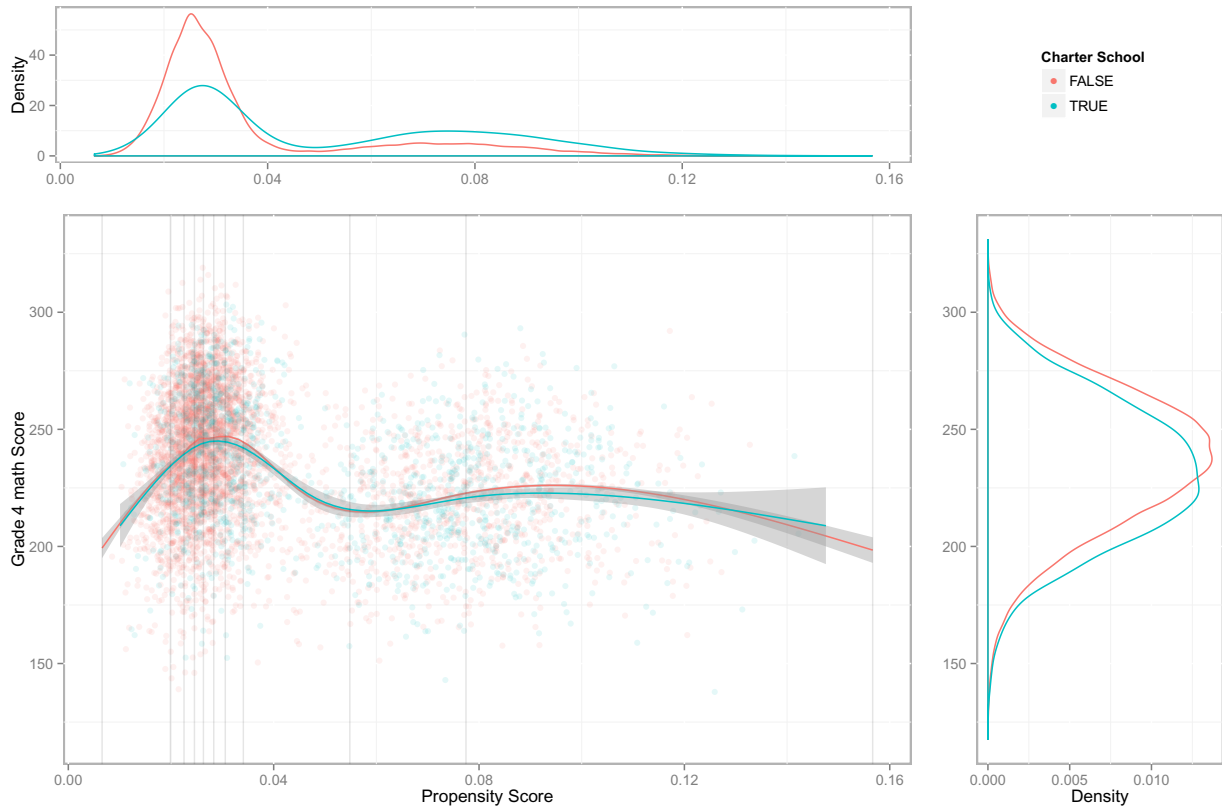 Density
40
20
0
0.00 0.04 0.08 0.12 0.16
Charter School
FALSE
TRUE
Grade 4 math Score
300
250
200
150
0.00 0.04 0.08 0.12 0.16
Propensity Score
300
250
200
150
0.000 0.005 0.010
Density